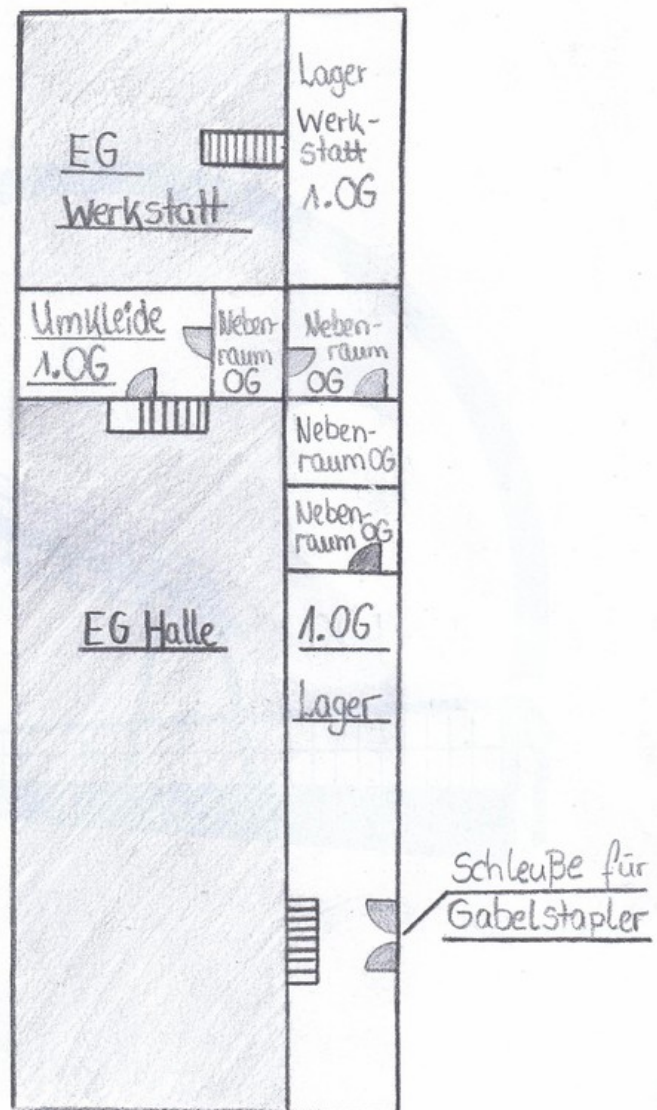 EG
Werkstatt
Lager
Werk-
statt
1.OG
Umkleide
1.OG
Neben-
raum
OG
Neben-
raum
OG
Neben-
raum OG
Neben-
raum OG
EG Halle
1.OG
Lager
Schleuße für
Gabelstapler